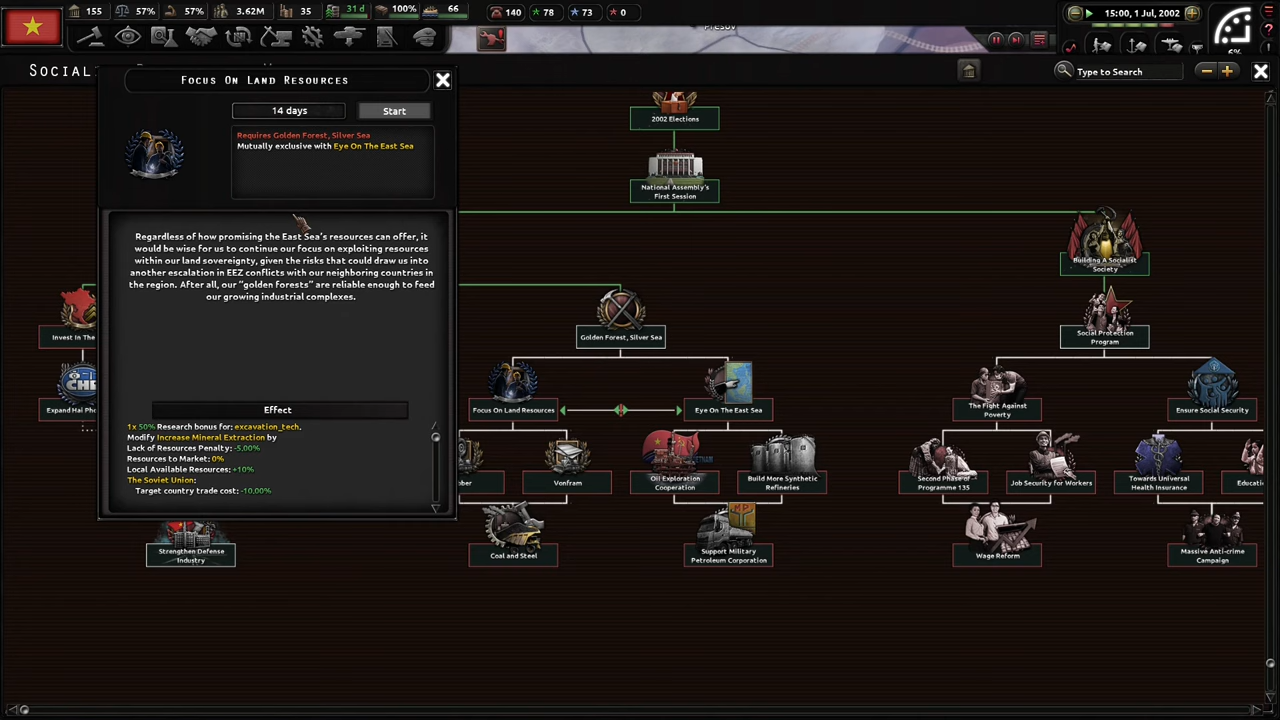 155
57%
57%
3.62M
35
31 d
100%
66
140
78
73
0
15:00, 1 Jul, 2002
6%
Social
Type to Search
Focus On Land Resources
14 days
Start
Requires Golden Forest, Silver Sea
Mutually exclusive with Eye On The East Sea
Regardless of how promising the East Sea's resources can offer, it
would be wise for us to continue our focus on exploiting resources
within our land sovereignty, given the risks that could draw us into
another escalation in EEZ conflicts with our neighboring countries in
the region. After all, our "golden forests" are reliable enough to feed
our growing industrial complexes.
Effect
1x 50% Research bonus for: excavation_tech.
Modify Increase Mineral Extraction by
Lack of Resources Penalty: -5.00%
Resources to Market: 0%
Local Available Resources: +10%
The Soviet Union:
Target country trade cost: -10.00%
2002 Elections
National Assembly's
First Session
Building A Socialist
Society
Invest In The
Golden Forest, Silver Sea
Social Protection
Program
Expand Hai Pho
Focus On Land Resources
Eye On The East Sea
The Fight Against
Poverty
Ensure Social Security
ber
Vonfram
Oil Exploration
Cooperation
Build More Synthetic
Refineries
Second Phase of
Programme 135
Job Security for Workers
Towards Universal
Health Insurance
Educati
Strengthen Defense
Industry
Coal and Steel
Support Military
Petroleum Corporation
Wage Reform
Massive Anti-crime
Campaign